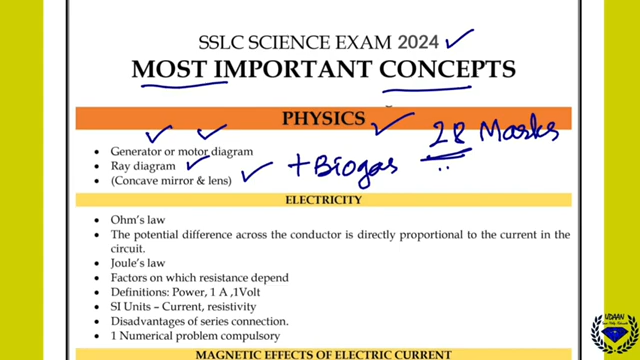 SSLC SCIENCE EXAM 2024
MOST IMPORTANT CONCEPTS
PHYSICS
28 Marks
• Generator or motor diagram
• Ray diagram
• (Concave mirror & lens)
+ Biogas
ELECTRICITY
• Ohm's law
• The potential difference across the conductor is directly proportional to the current in the
circuit.
• Joule's law
• Factors on which resistance depend
• Definitions: Power, 1 A ,1Volt
• SI Units – Current, resistivity
• Disadvantages of series connection.
• 1 Numerical problem compulsory
MAGNETIC EFFECTS OF ELECTRIC CURRENT
UDAAN